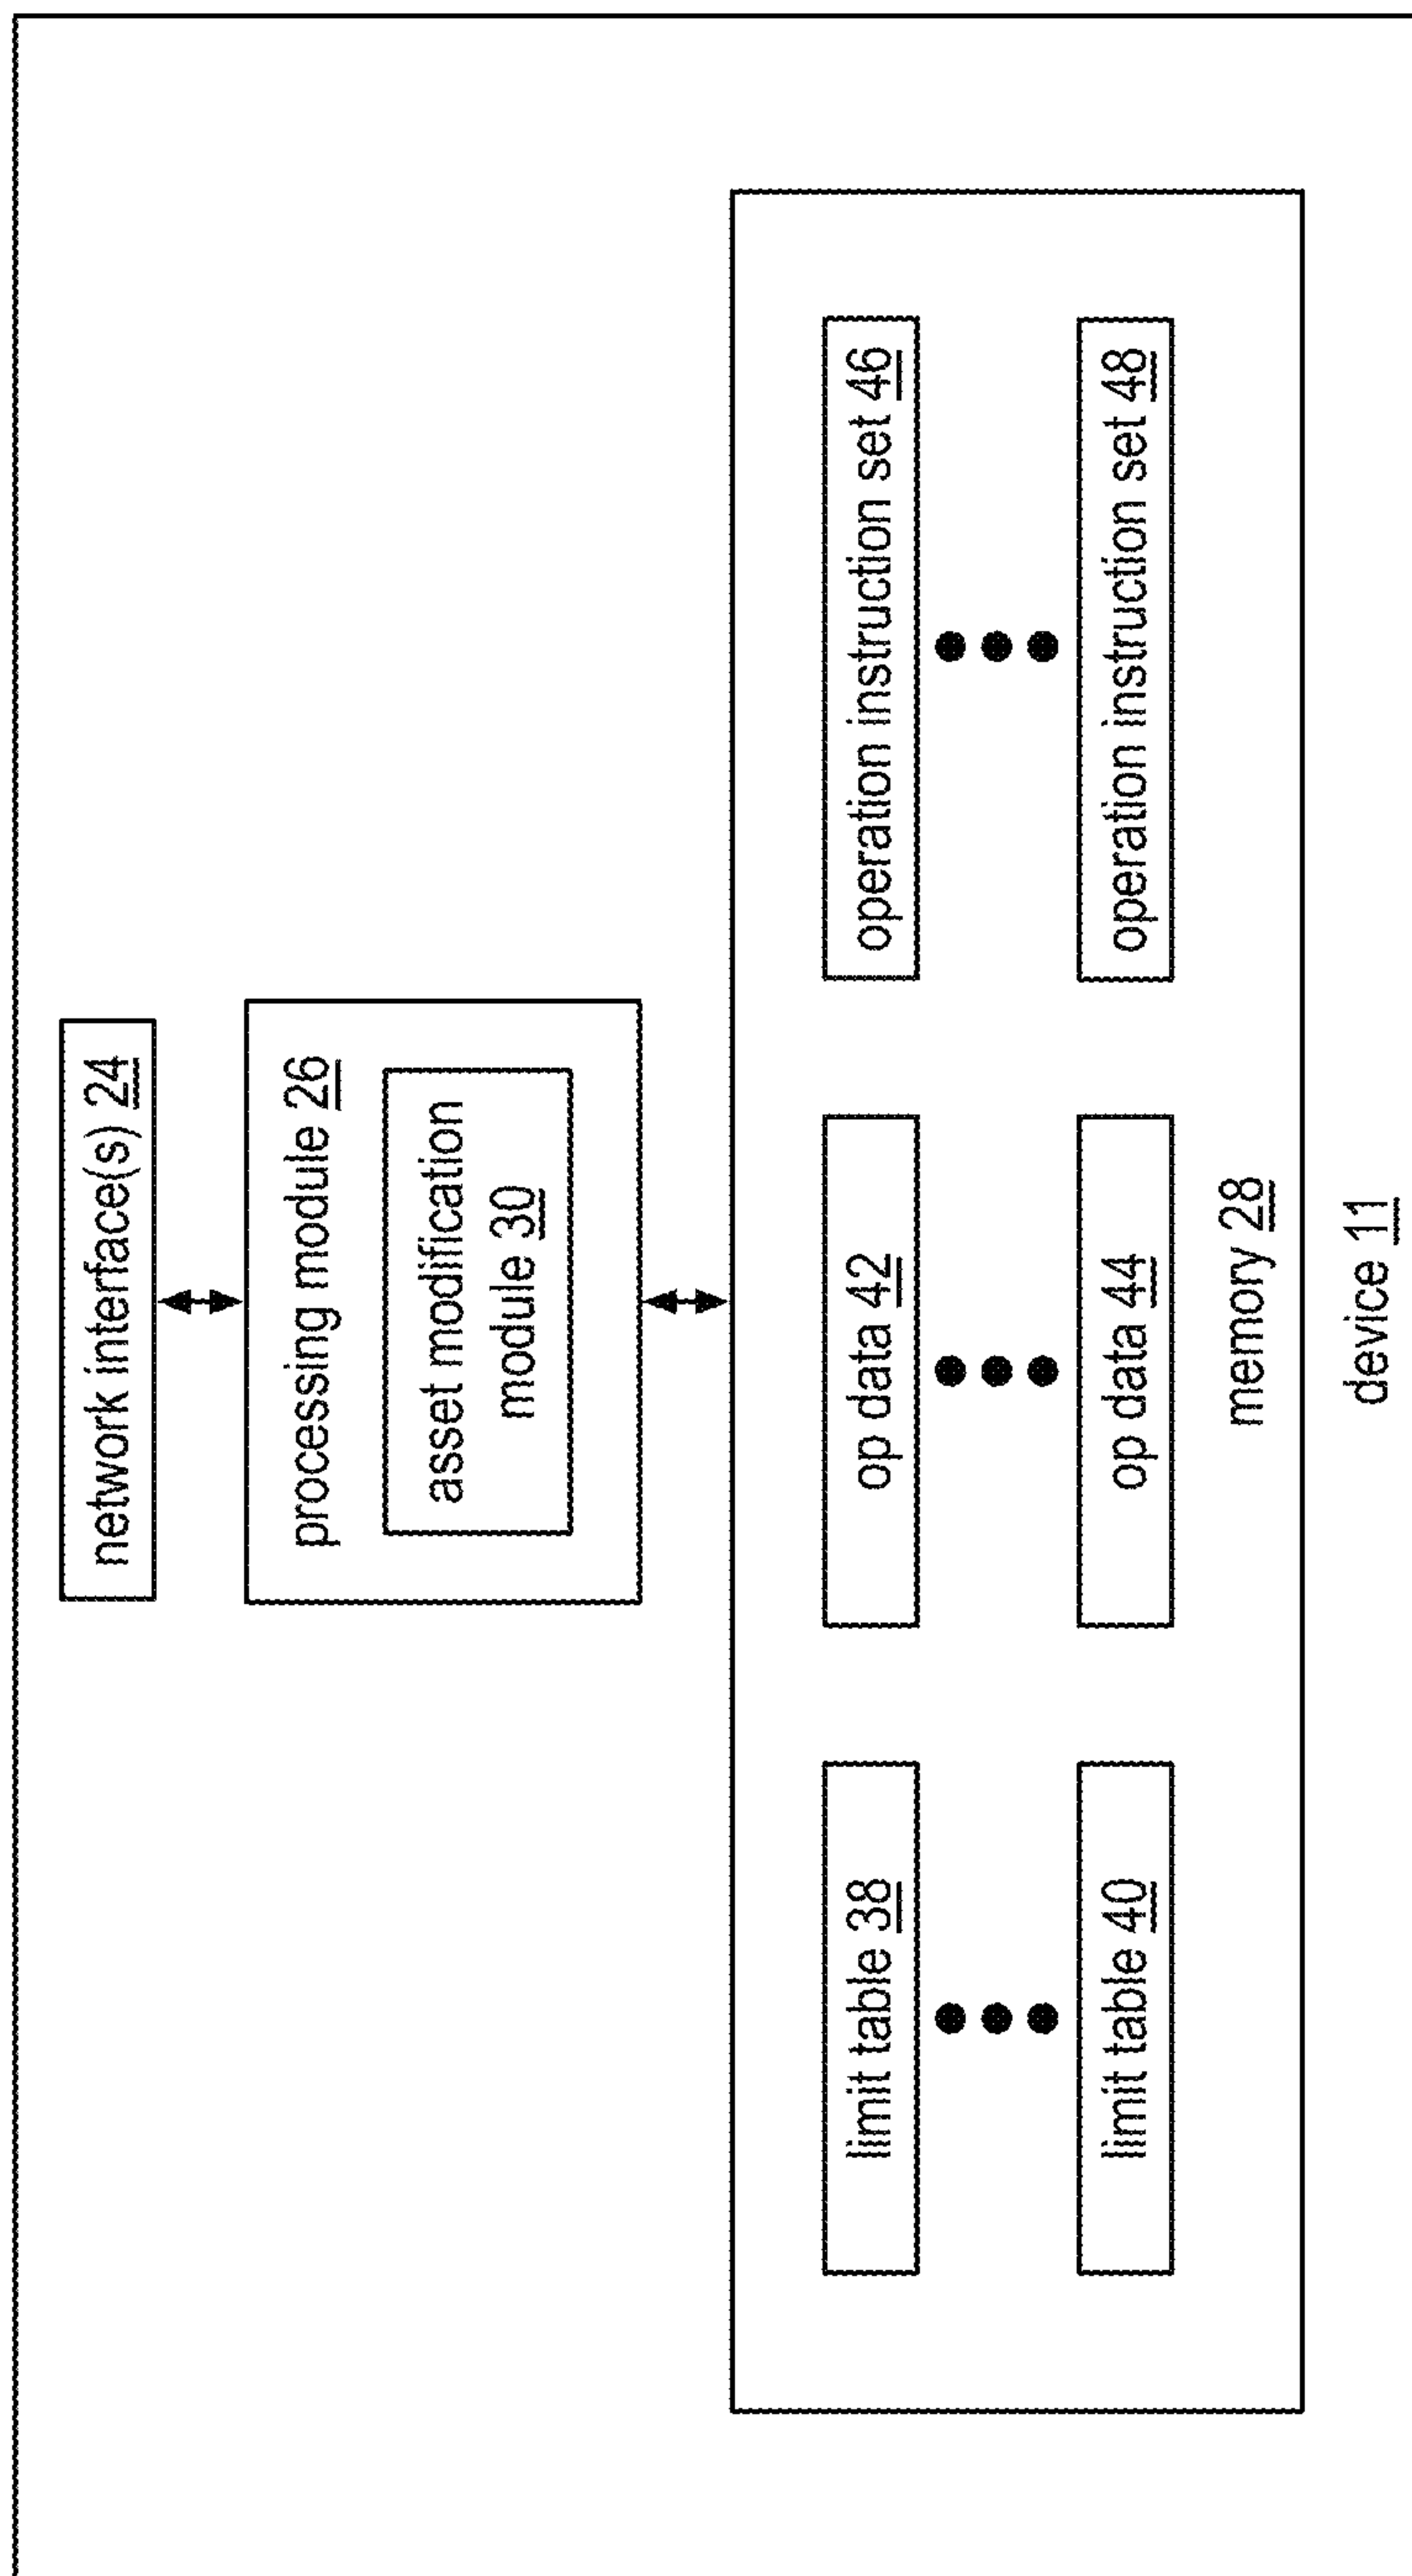 network interface(s) 24
processing module 26
asset modification
module 30
limit table 38
op data 42
operation instruction set 46
limit table 40
op data 44
operation instruction set 48
memory 28
device 11